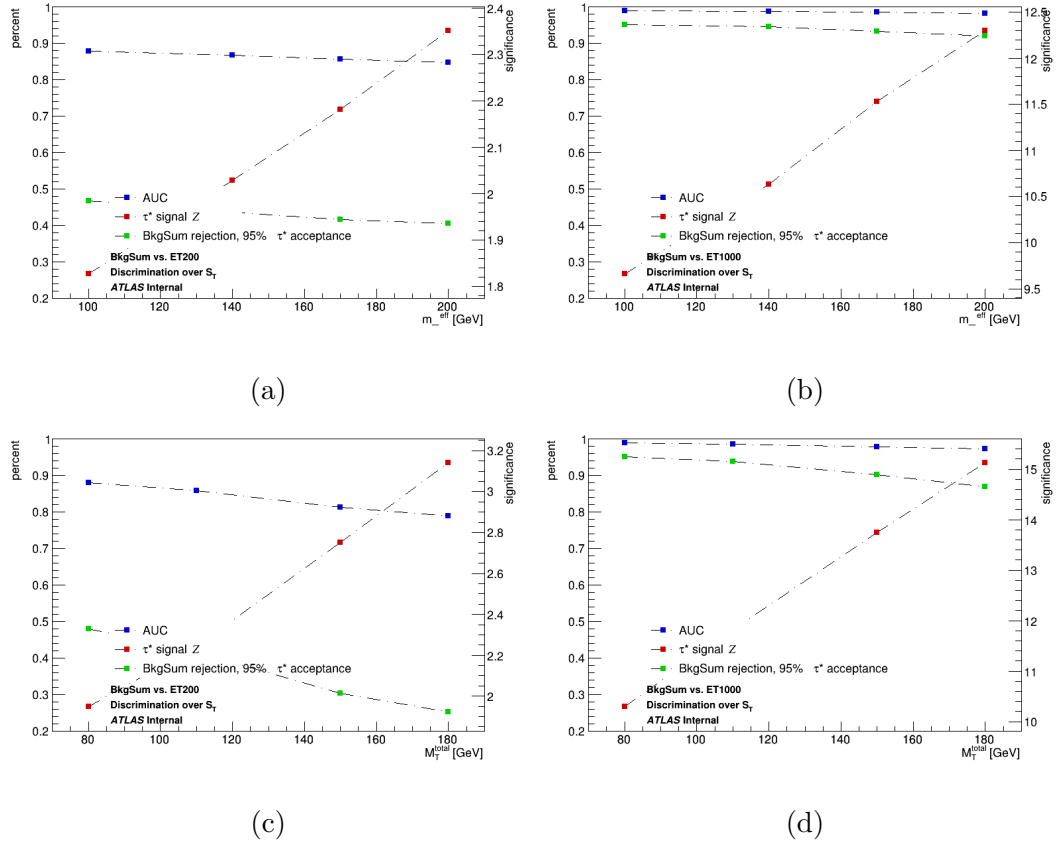 percent
significance
1
0.9
0.8
0.7
0.6
0.5
0.4
0.3
0.2
2.4
2.3
2.2
2.1
2
1.9
1.8
AUC
τ* signal Z
BkgSum rejection, 95% τ* acceptance
BkgSum vs. ET200
Discrimination over S_T
ATLAS Internal
100 120 140 160 180 200
m_^eff [GeV]
(a)
percent
significance
1
0.9
0.8
0.7
0.6
0.5
0.4
0.3
0.2
12.5
12
11.5
11
10.5
10
9.5
AUC
τ* signal Z
BkgSum rejection, 95% τ* acceptance
BkgSum vs. ET1000
Discrimination over S_T
ATLAS Internal
100 120 140 160 180 200
m_^eff [GeV]
(b)
percent
significance
1
0.9
0.8
0.7
0.6
0.5
0.4
0.3
0.2
3.2
3
2.8
2.6
2.4
2.2
2
AUC
τ* signal Z
BkgSum rejection, 95% τ* acceptance
BkgSum vs. ET200
Discrimination over S_T
ATLAS Internal
80 100 120 140 160 180
M_T^total [GeV]
(c)
percent
significance
1
0.9
0.8
0.7
0.6
0.5
0.4
0.3
0.2
15
14
13
12
11
10
AUC
τ* signal Z
BkgSum rejection, 95% τ* acceptance
BkgSum vs. ET1000
Discrimination over S_T
ATLAS Internal
80 100 120 140 160 180
M_T^total [GeV]
(d)